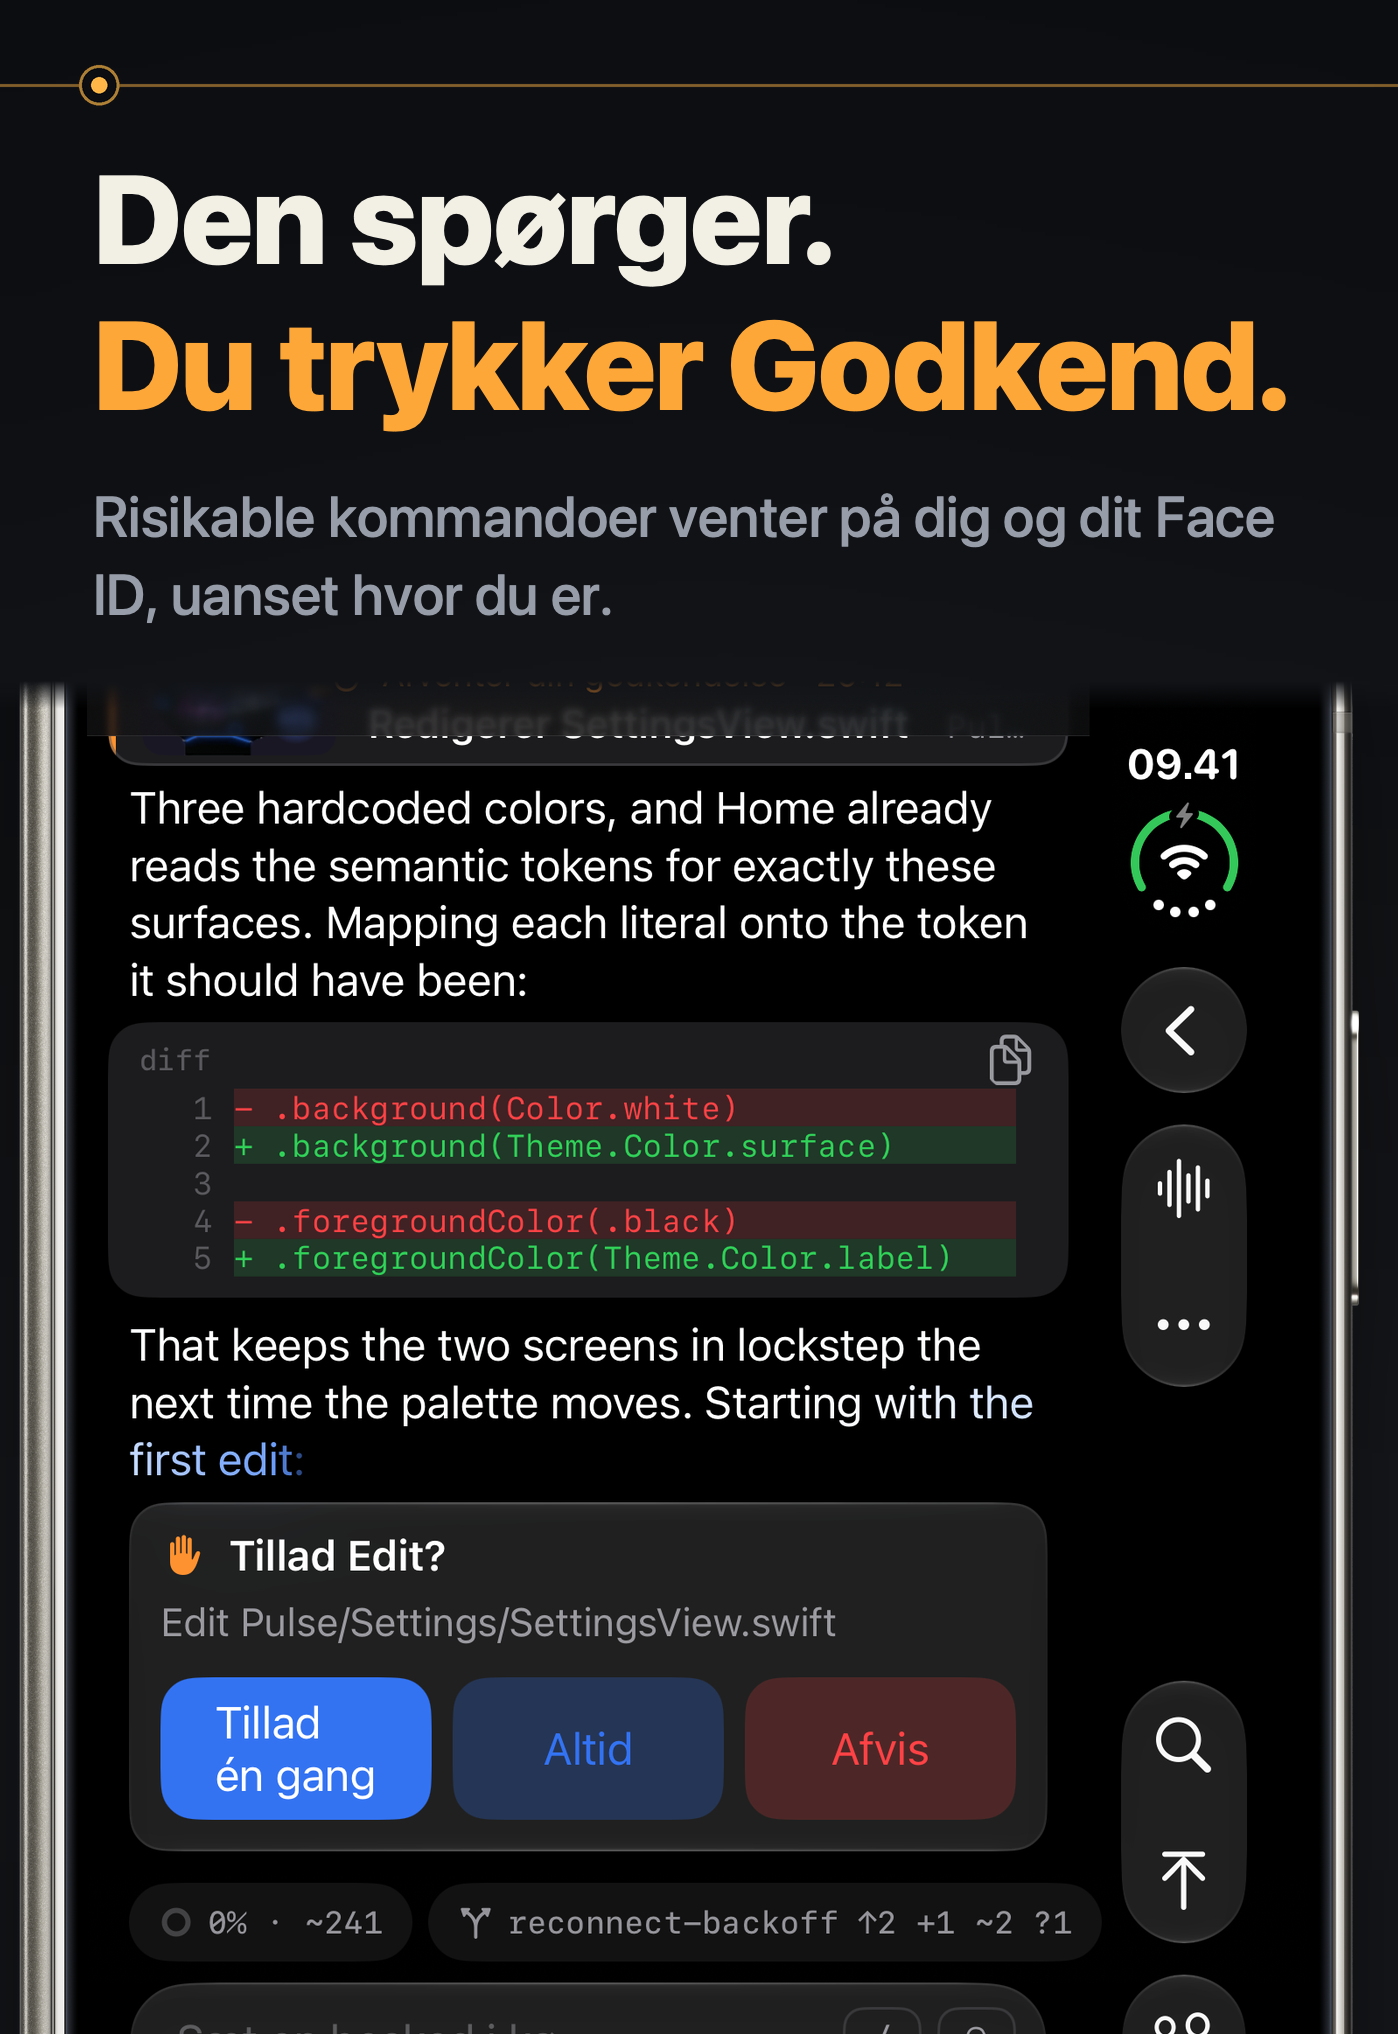 Den spørger.
Du trykker Godkend.
Risikable kommandoer venter på dig og dit Face
ID, uanset hvor du er.
Redigerer SettingsView.swift Pul…
09.41
Three hardcoded colors, and Home already
reads the semantic tokens for exactly these
surfaces. Mapping each literal onto the token
it should have been:
diff
1 - .background(Color.white)
2 + .background(Theme.Color.surface)
3
4 - .foregroundColor(.black)
5 + .foregroundColor(Theme.Color.label)
That keeps the two screens in lockstep the
next time the palette moves. Starting with the
first edit:
Tillad Edit?
Edit Pulse/Settings/SettingsView.swift
Tillad
én gang
Altid
Afvis
0% · ~241
reconnect-backoff ↑2 +1 ~2 ?1